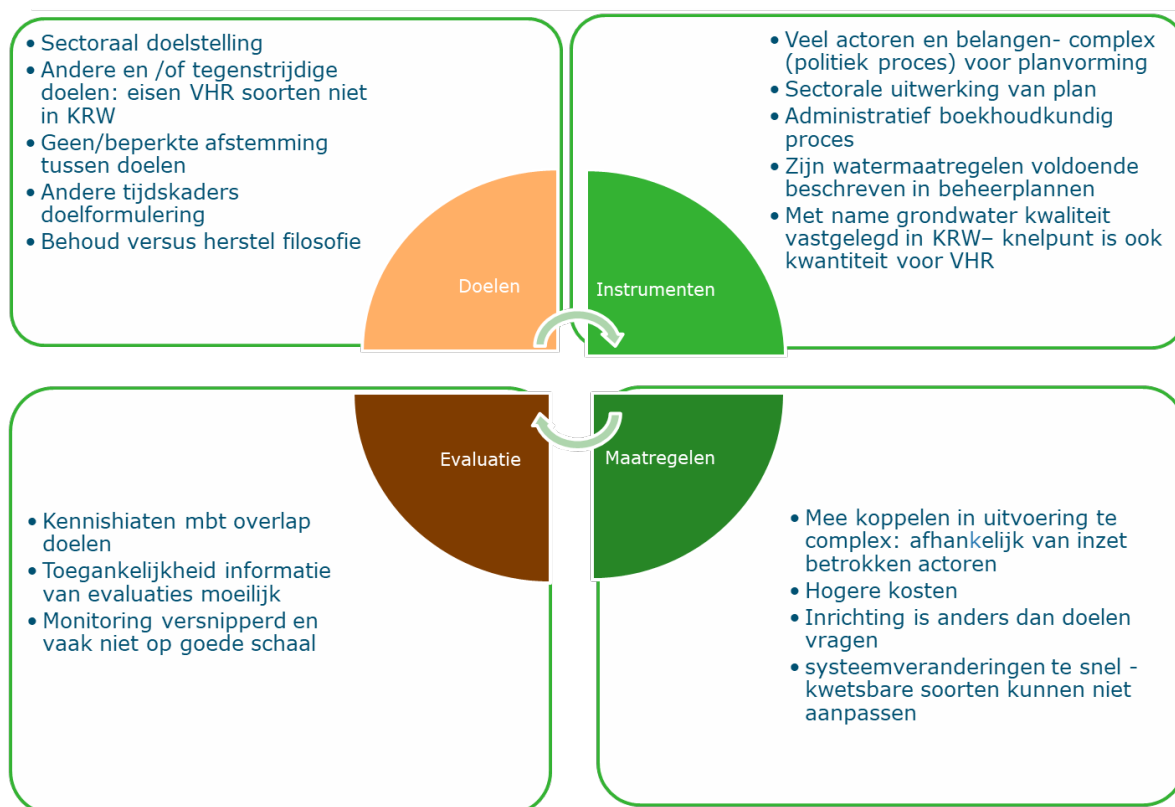 • Sectoraal doelstelling
• Andere en /of tegenstrijdige
doelen: eisen VHR soorten niet
in KRW
• Geen/beperkte afstemming
tussen doelen
• Andere tijdskaders
doelformulering
• Behoud versus herstel filosofie
Doelen
• Veel actoren en belangen- complex
(politiek proces) voor planvorming
• Sectorale uitwerking van plan
• Administratief boekhoudkundig
proces
• Zijn watermaatregelen voldoende
beschreven in beheerplannen
• Met name grondwater kwaliteit
vastgelegd in KRW– knelpunt is ook
kwantiteit voor VHR
Instrumenten
Evaluatie
• Kennishiaten mbt overlap
doelen
• Toegankelijkheid informatie
van evaluaties moeilijk
• Monitoring versnipperd en
vaak niet op goede schaal
Maatregelen
• Mee koppelen in uitvoering te
complex: afhankelijk van inzet
betrokken actoren
• Hogere kosten
• Inrichting is anders dan doelen
vragen
• systeemveranderingen te snel -
kwetsbare soorten kunnen niet
aanpassen